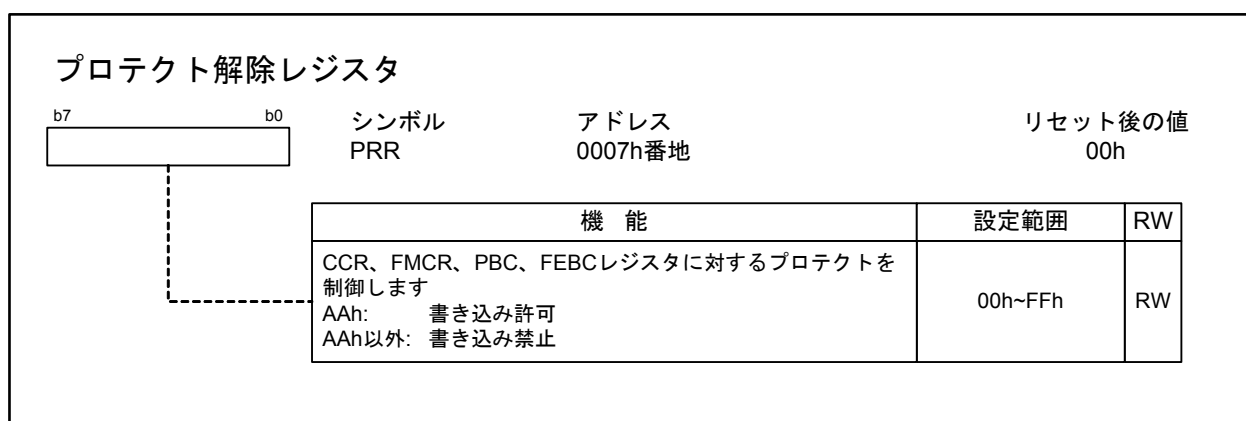 プロテクト解除レジスタ
b7 b0
シンボル アドレス リセット後の値
PRR 0007h番地 00h
機 能 設定範囲 RW
CCR、FMCR、PBC、FEBCレジスタに対するプロテクトを
制御します
AAh: 書き込み許可
AAh以外: 書き込み禁止
00h~FFh RW